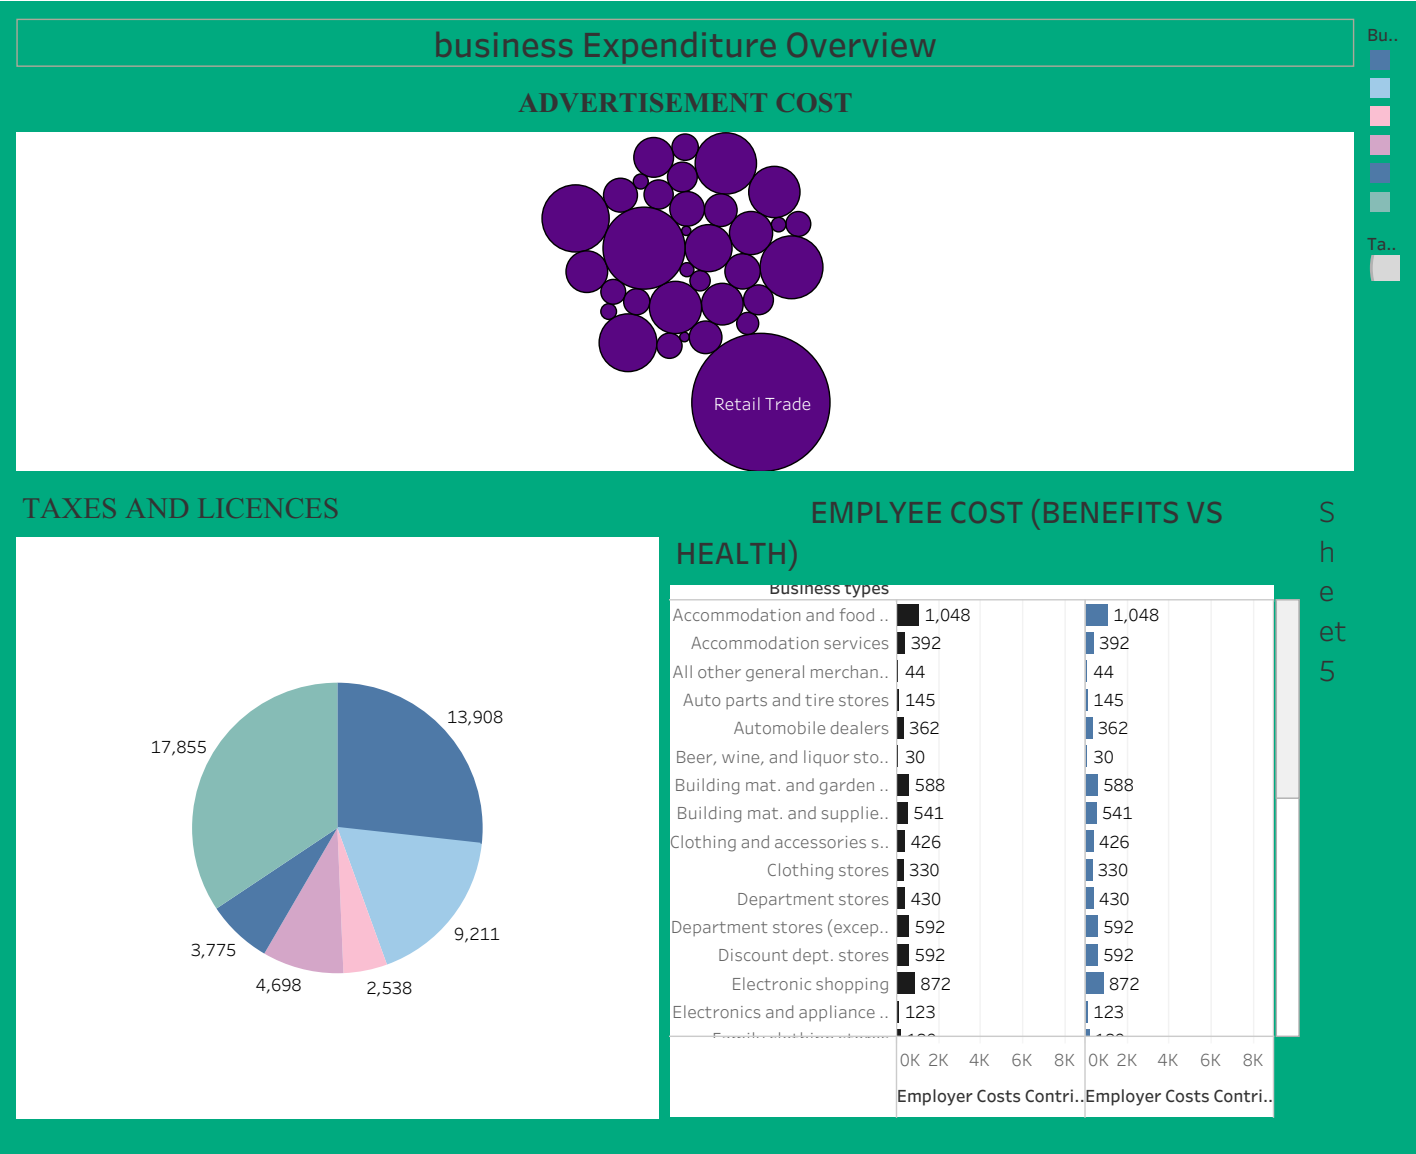 business Expenditure Overview
Bu..
ADVERTISEMENT COST
Ta..
Retail Trade
TAXES AND LICENCES
EMPLYEE COST (BENEFITS VS
HEALTH)
S
h
e
et
5
13,908
17,855
9,211
3,775
4,698
2,538
Business types
Accommodation and food .. 1,048 1,048
Accommodation services 392 392
All other general merchan.. 44 44
Auto parts and tire stores 145 145
Automobile dealers 362 362
Beer, wine, and liquor sto.. 30 30
Building mat. and garden .. 588 588
Building mat. and supplie.. 541 541
Clothing and accessories s.. 426 426
Clothing stores 330 330
Department stores 430 430
Department stores (excep.. 592 592
Discount dept. stores 592 592
Electronic shopping 872 872
Electronics and appliance .. 123 123
0K 2K 4K 6K 8K 0K 2K 4K 6K 8K
Employer Costs Contri.. Employer Costs Contri..